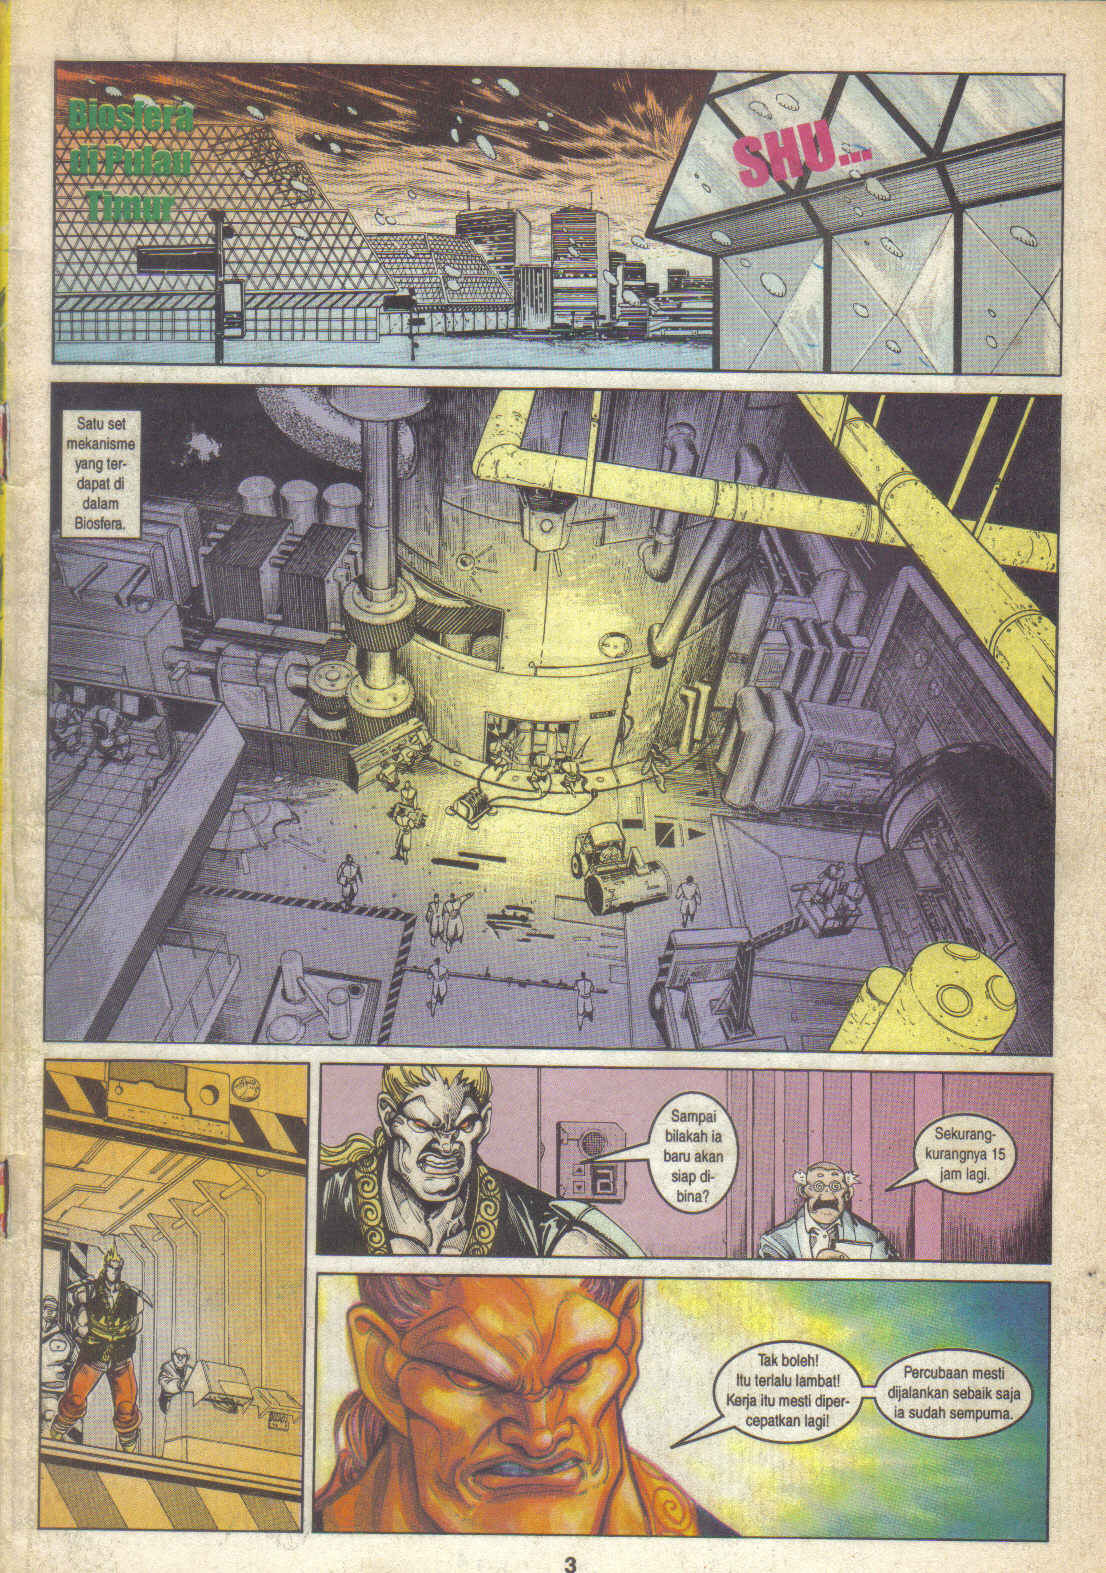 Biosfera
di Pulau
Timur
SHU...
Satu set
mekanisme
yang ter-
dapat di
dalam
Biosfera.
Sampai
bilakah ia
baru akan
siap di-
bina?
Sekurang-
kurangnya 15
jam lagi.
Tak boleh!
Itu terlalu lambat!
Kerja itu mesti diper-
cepatkan lagi!
Percubaan mesti
dijalankan sebaik saja
ia sudah sempurna.
3